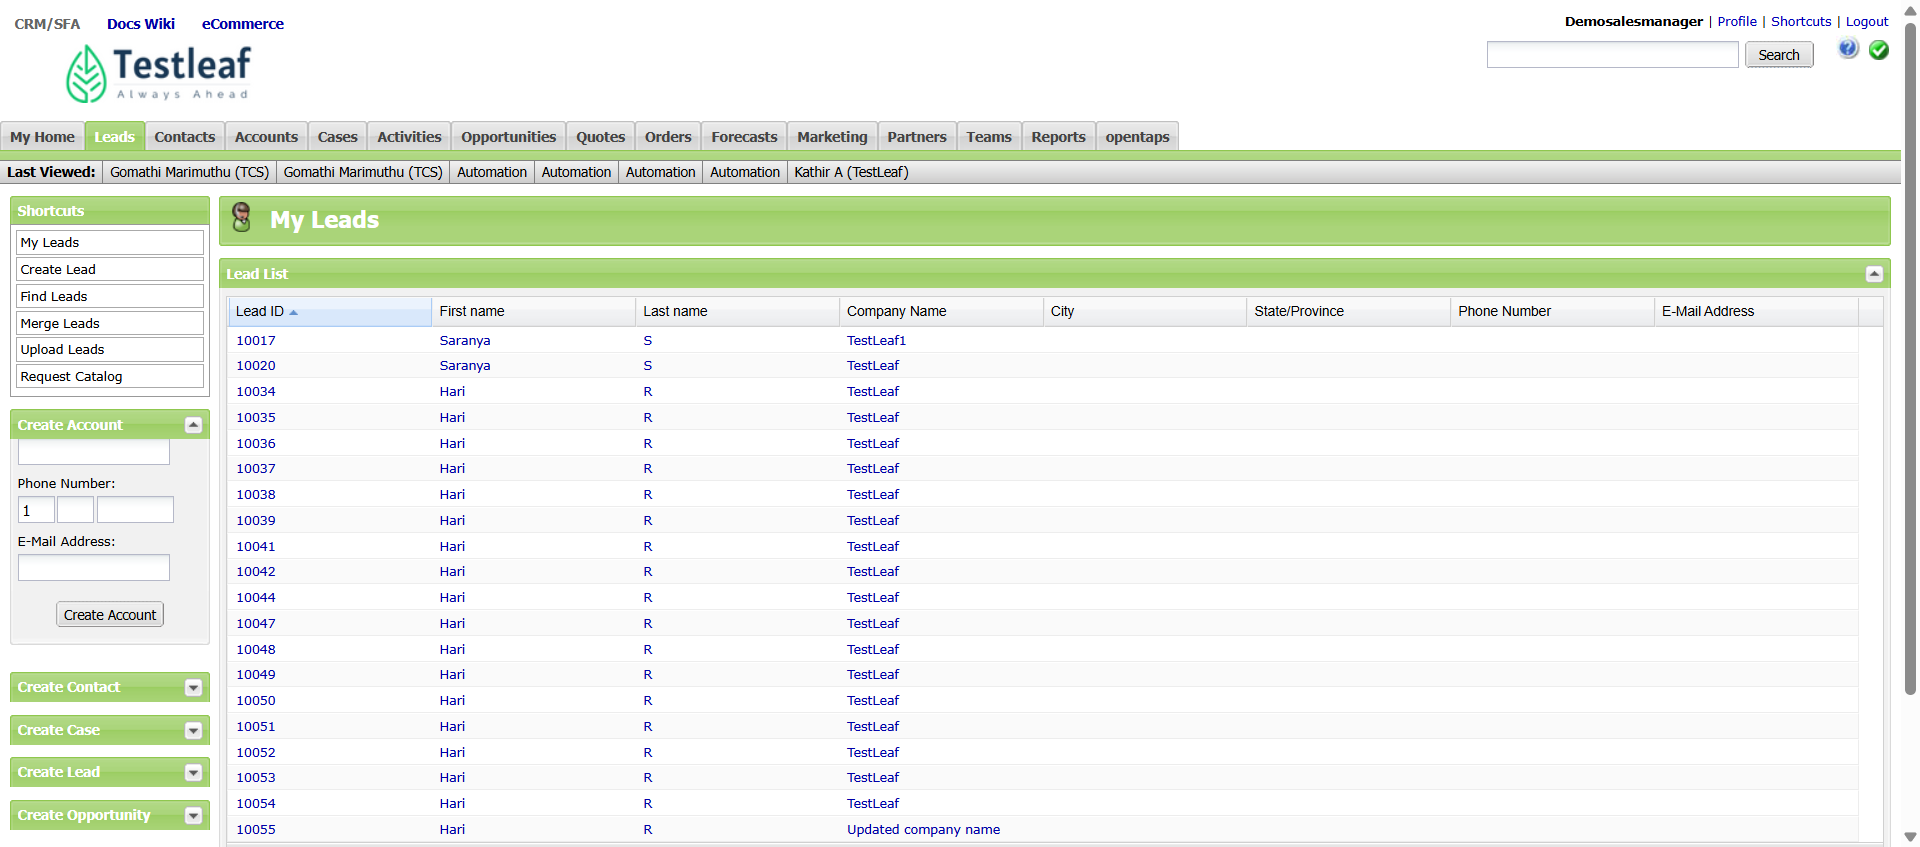 CRM/SFA Docs Wiki eCommerce
Demosalesmanager | Profile | Shortcuts | Logout
Testleaf
Always Ahead
Search
My Home Leads Contacts Accounts Cases Activities Opportunities Quotes Orders Forecasts Marketing Partners Teams Reports opentaps
Last Viewed: Gomathi Marimuthu (TCS) Gomathi Marimuthu (TCS) Automation Automation Automation Automation Kathir A (TestLeaf)
Shortcuts
My Leads
Create Lead
Find Leads
Merge Leads
Upload Leads
Request Catalog
Create Account
Phone Number:
1
E-Mail Address:
Create Account
Create Contact
Create Case
Create Lead
Create Opportunity
My Leads
Lead List
Lead ID First name Last name Company Name City State/Province Phone Number E-Mail Address
10017 Saranya S TestLeaf1
10020 Saranya S TestLeaf
10034 Hari R TestLeaf
10035 Hari R TestLeaf
10036 Hari R TestLeaf
10037 Hari R TestLeaf
10038 Hari R TestLeaf
10039 Hari R TestLeaf
10041 Hari R TestLeaf
10042 Hari R TestLeaf
10044 Hari R TestLeaf
10047 Hari R TestLeaf
10048 Hari R TestLeaf
10049 Hari R TestLeaf
10050 Hari R TestLeaf
10051 Hari R TestLeaf
10052 Hari R TestLeaf
10053 Hari R TestLeaf
10054 Hari R TestLeaf
10055 Hari R Updated company name